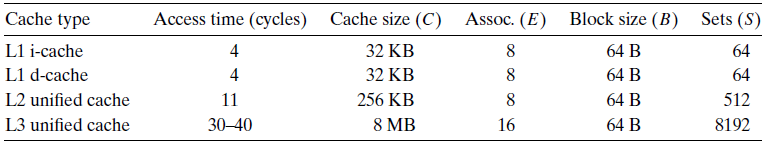 Cache type Access time (cycles) Cache size (C) Assoc. (E) Block size (B) Sets (S)
L1 i-cache 4 32 KB 8 64 B 64
L1 d-cache 4 32 KB 8 64 B 64
L2 unified cache 11 256 KB 8 64 B 512
L3 unified cache 30–40 8 MB 16 64 B 8192